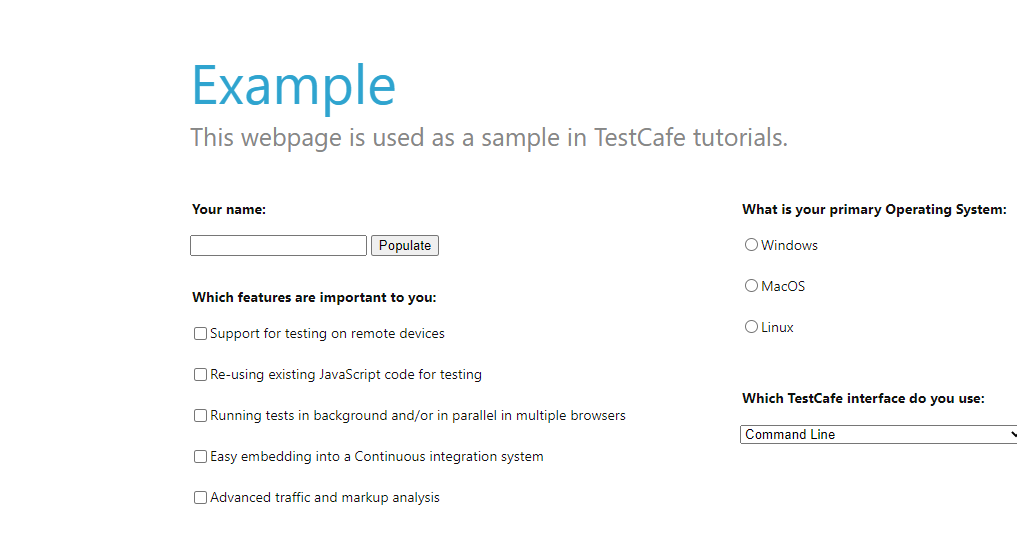 Example
This webpage is used as a sample in TestCafe tutorials.
Your name:
Populate
Which features are important to you:
Support for testing on remote devices
Re-using existing JavaScript code for testing
Running tests in background and/or in parallel in multiple browsers
Easy embedding into a Continuous integration system
Advanced traffic and markup analysis
What is your primary Operating System:
Windows
MacOS
Linux
Which TestCafe interface do you use:
Command Line